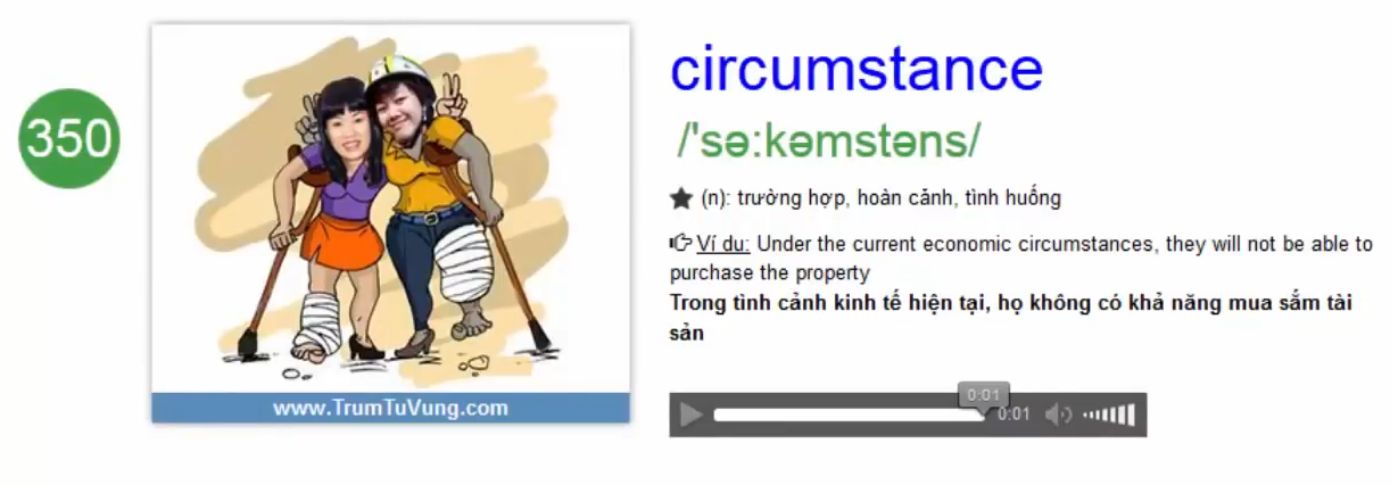 350
circumstance
/'sə:kəmstəns/
(n): trường hợp, hoàn cảnh, tình huống
Ví du: Under the current economic circumstances, they will not be able to
purchase the property
Trong tình cảnh kinh tế hiện tại, họ không có khả năng mua sắm tài
sản
www.TrumTuVung.com
0:01
0:01